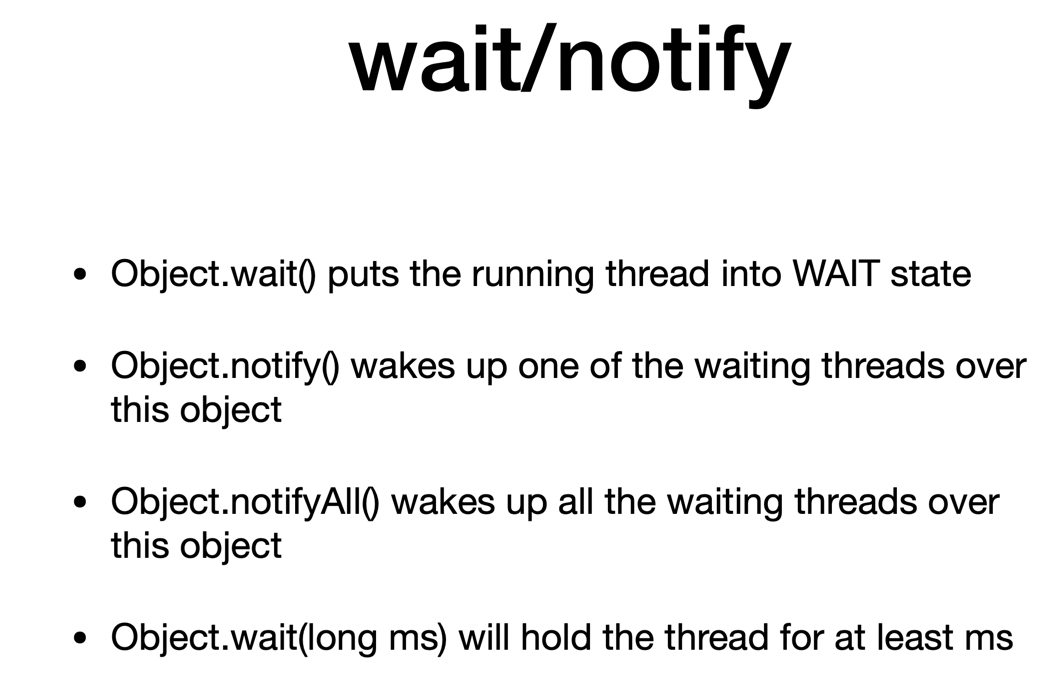 wait/notify
• Object.wait() puts the running thread into WAIT state
• Object.notify() wakes up one of the waiting threads over
this object
• Object.notifyAll() wakes up all the waiting threads over
this object
• Object.wait(long ms) will hold the thread for at least ms